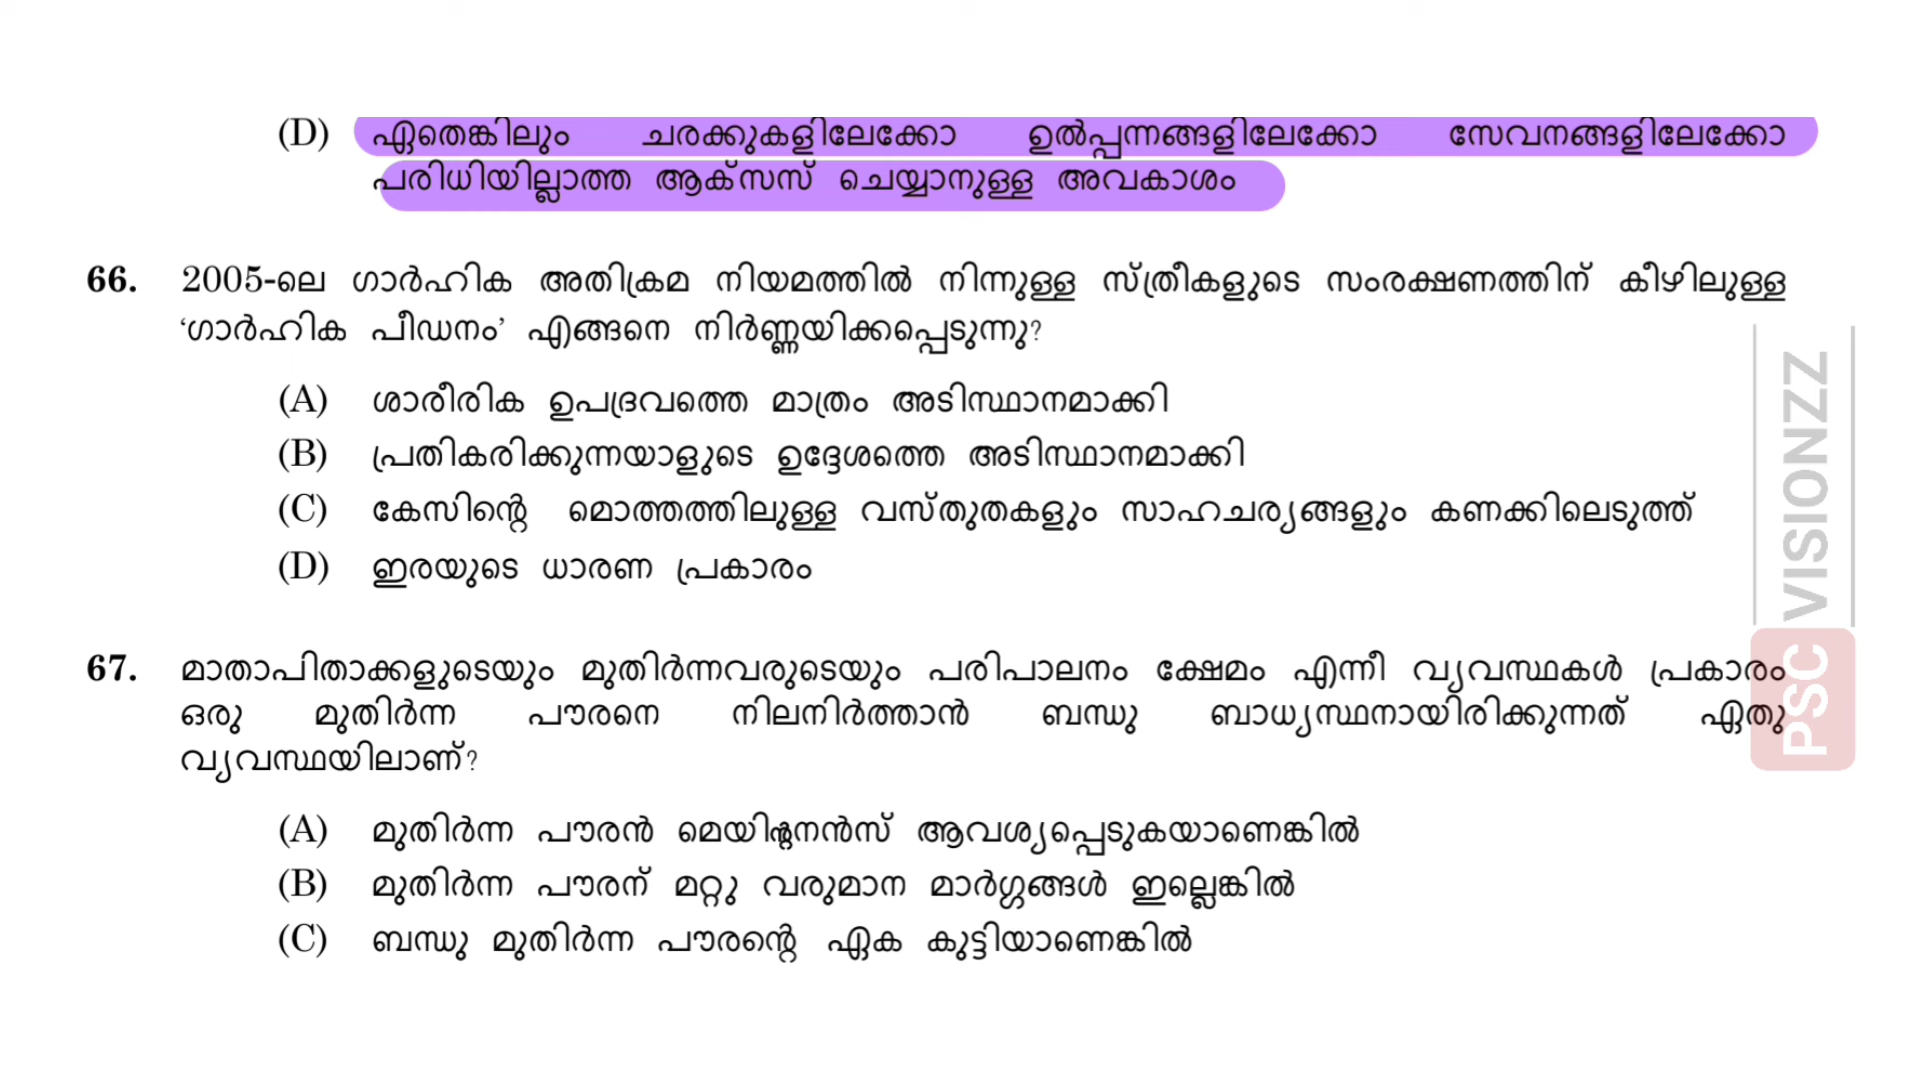 (D) ഏതെങ്കിലും ചരക്കുകളിലേക്കോ ഉൽപ്പന്നങ്ങളിലേക്കോ സേവനങ്ങളിലേക്കോ
പരിധിയില്ലാത്ത ആക്സസ് ചെയ്യാനുള്ള അവകാശം
66. 2005-ലെ ഗാർഹിക അതിക്രമ നിയമത്തിൽ നിന്നുള്ള സ്ത്രീകളുടെ സംരക്ഷണത്തിന് കീഴിലുള്ള
‘ഗാർഹിക പീഡനം’ എങ്ങനെ നിർണ്ണയിക്കപ്പെടുന്നു?
(A) ശാരീരിക ഉപദ്രവത്തെ മാത്രം അടിസ്ഥാനമാക്കി
(B) പ്രതികരിക്കുന്നയാളുടെ ഉദ്ദേശത്തെ അടിസ്ഥാനമാക്കി
(C) കേസിന്റെ മൊത്തത്തിലുള്ള വസ്തുതകളും സാഹചര്യങ്ങളും കണക്കിലെടുത്ത്
(D) ഇരയുടെ ധാരണ പ്രകാരം
67. മാതാപിതാക്കളുടെയും മുതിർന്നവരുടെയും പരിപാലനം ക്ഷേമം എന്നീ വ്യവസ്ഥകൾ പ്രകാരം
ഒരു മുതിർന്ന പൗരനെ നിലനിർത്താൻ ബന്ധു ബാധ്യസ്ഥനായിരിക്കുന്നത് ഏതു
വ്യവസ്ഥയിലാണ്?
(A) മുതിർന്ന പൗരൻ മെയിന്റനൻസ് ആവശ്യപ്പെടുകയാണെങ്കിൽ
(B) മുതിർന്ന പൗരന് മറ്റു വരുമാന മാർഗ്ഗങ്ങൾ ഇല്ലെങ്കിൽ
(C) ബന്ധു മുതിർന്ന പൗരന്റെ ഏക കുട്ടിയാണെങ്കിൽ
PSC VISIONZZ